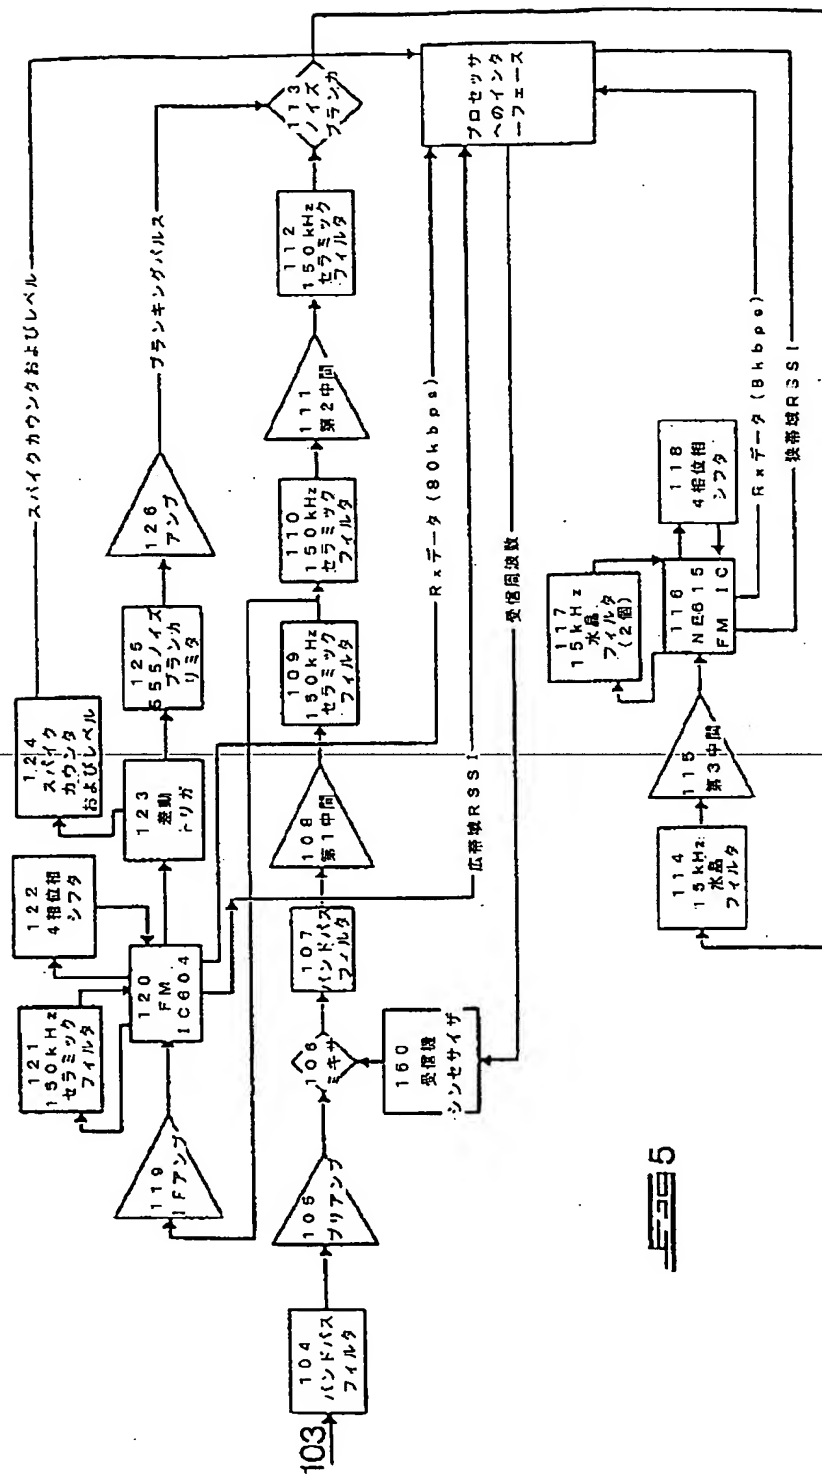 103
104
バンドパス
フィルタ
105
プリアンプ
106
ミキサ
160
受信機
シンセサイザ
107
バンドパス
フィルタ
108
第1中間
109
150kHz
セラミック
フィルタ
110
150kHz
セラミック
フィルタ
111
第2中間
112
150kHz
セラミック
フィルタ
113
ノイズ
ブランカ
119
IFアンプ
121
150kHz
セラミック
フィルタ
120
FM
IC604
122
4相位相
シフタ
123
差動
トリガ
124
スパイク
カウンタ
およびレベル
125
555ノイズ
ブランカ
リミタ
126
アンプ
ブランキングパルス
スパイクカウンタおよびレベル
プロセッサ
へのインタ
ーフェース
Rxデータ(80kbps)
広帯域RSSI
受信周波数
114
15kHz
水晶
フィルタ
115
第3中間
116
NE615
FM IC
117
15kHz
水晶
フィルタ
(2個)
118
4相位相
シフタ
Rxデータ(8kbps)
狭帯域RSSI
5